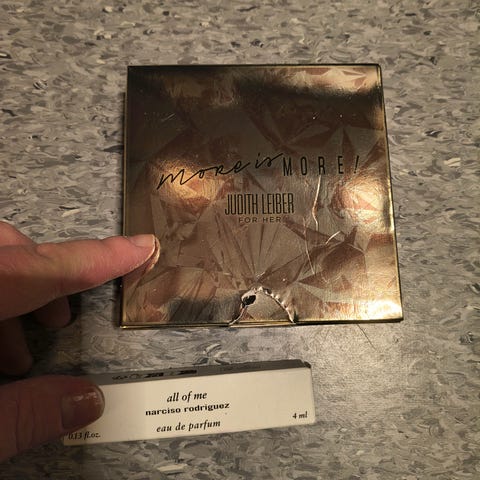 more is MORE!
JUDITH LEIBER
FOR HER
all of me
narciso rodriguez
eau de parfum
0.13 fl.oz.
4 ml